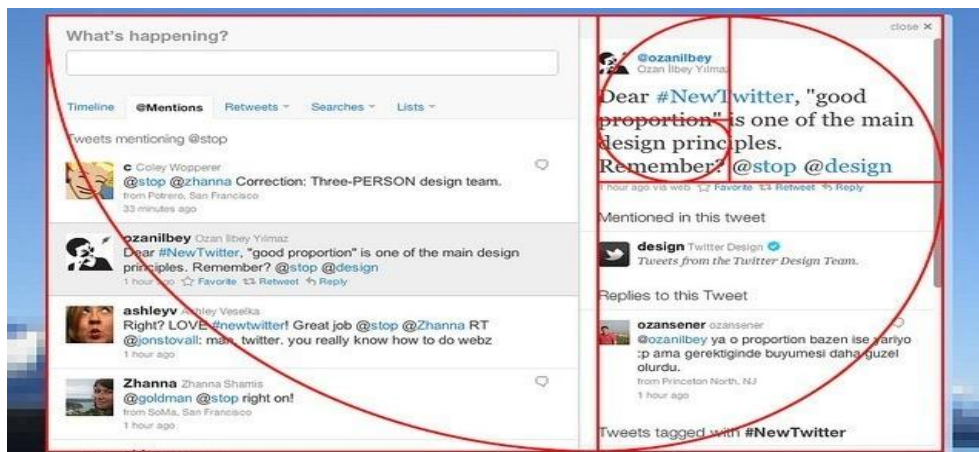 What's happening?
Timeline @Mentions Retweets Searches Lists
Tweets mentioning @stop
c Coley Wopperer
@stop @zhanna Correction: Three-PERSON design team.
from Potrero, San Francisco
33 minutes ago
ozanilbey Ozan Ilbey Yilmaz
Dear #NewTwitter, "good proportion" is one of the main design
principles. Remember? @stop @design
1 hour ago Favorite Retweet Reply
ashleyv Ashley Veselka
Right? LOVE #newtwitter! Great job @stop @Zhanna RT
@jonstovall: man, twitter. you really know how to do webz
1 hour ago
Zhanna Zhanna Shamis
@goldman @stop right on!
from SoMa, San Francisco
1 hour ago
close ×
@ozanilbey
Ozan Ilbey Yilmaz
Dear #NewTwitter, "good
proportion" is one of the main
design principles.
Remember? @stop @design
1 hour ago via web Favorite Retweet Reply
Mentioned in this tweet
design Twitter Design
Tweets from the Twitter Design Team.
Replies to this Tweet
ozansener ozansener
@ozanilbey ya o proportion bazen ise yariyo
:p ama gerektiginde buyumesi daha guzel
olurdu.
from Princeton North, NJ
1 hour ago
Tweets tagged with #NewTwitter